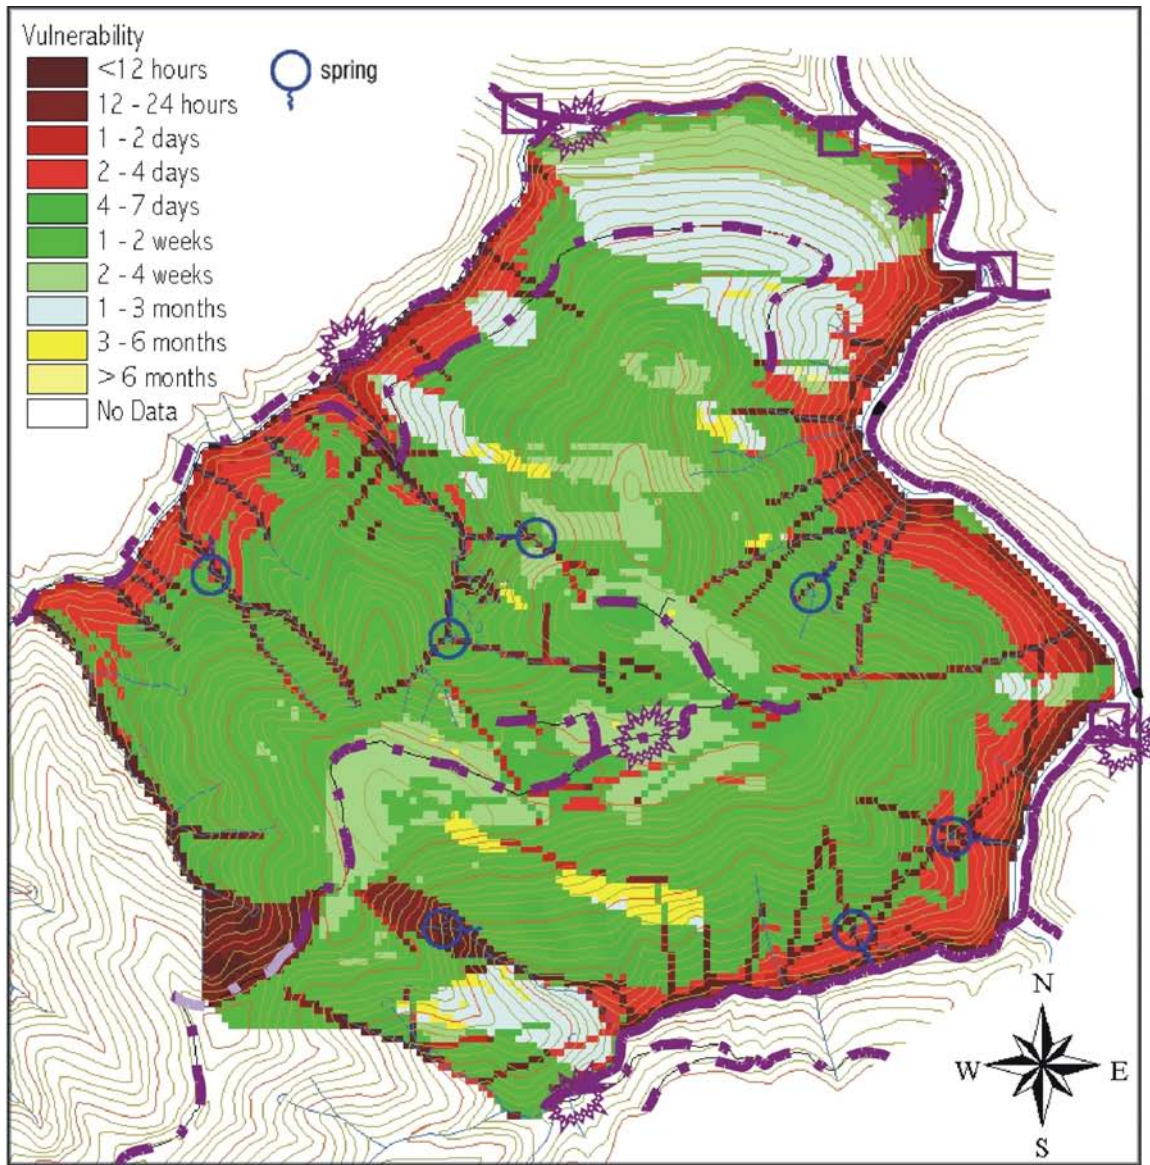 Vulnerability
<12 hours
12 - 24 hours
1 - 2 days
2 - 4 days
4 - 7 days
1 - 2 weeks
2 - 4 weeks
1 - 3 months
3 - 6 months
> 6 months
No Data
spring
N
W E
S